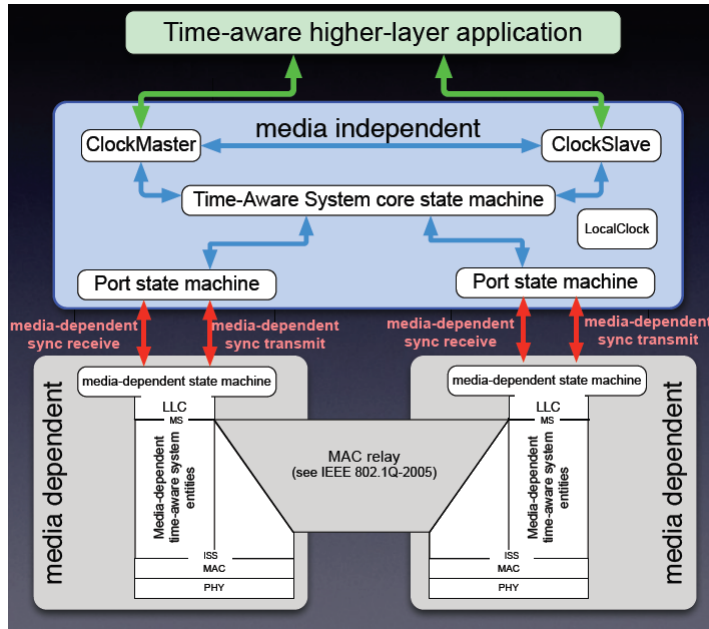 Time-aware higher-layer application
media independent
ClockMaster
ClockSlave
Time-Aware System core state machine
LocalClock
Port state machine
Port state machine
media-dependent
sync receive
media-dependent
sync transmit
media-dependent
sync receive
media-dependent
sync transmit
media dependent
media-dependent state machine
LLC
MS
Media-dependent
time-aware system
entities
ISS
MAC
PHY
MAC relay
(see IEEE 802.1Q-2005)
media-dependent state machine
LLC
MS
Media-dependent
time-aware system
entities
ISS
MAC
PHY
media dependent